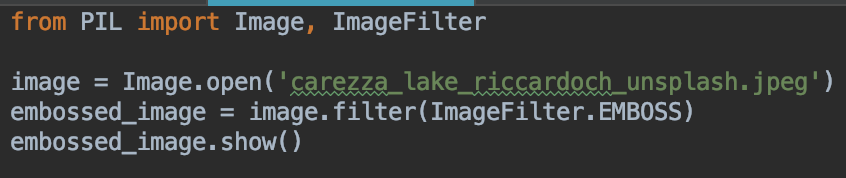 from PIL import Image, ImageFilter
image = Image.open('carezza_lake_riccardoch_unsplash.jpeg')
embossed_image = image.filter(ImageFilter.EMBOSS)
embossed_image.show()